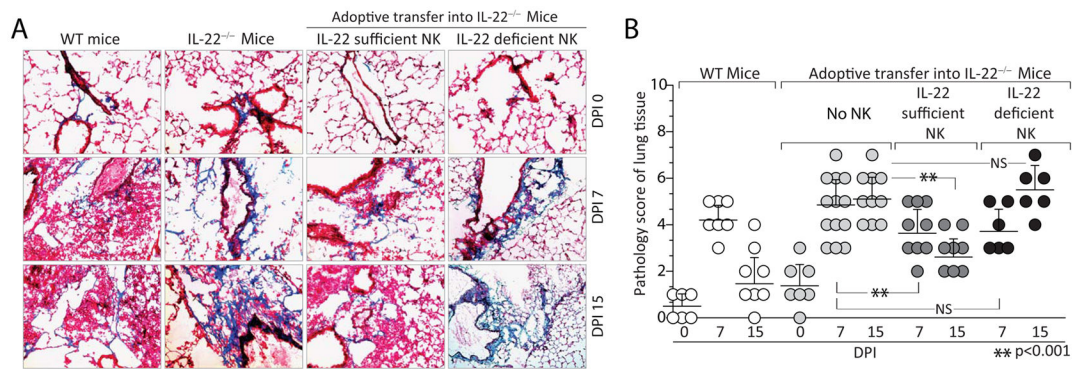 A
Adoptive transfer into IL-22–/– Mice
WT mice
IL-22–/– Mice
IL-22 sufficient NK
IL-22 deficient NK
DPI 0
DPI 7
DPI 15
B
WT Mice
Adoptive transfer into IL-22–/– Mice
No NK
IL-22
sufficient
NK
IL-22
deficient
NK
Pathology score of lung tissue
10
8
6
4
2
0
NS
**
**
NS
0 7 15 0 7 15 7 15 7 15
DPI
** p<0.001